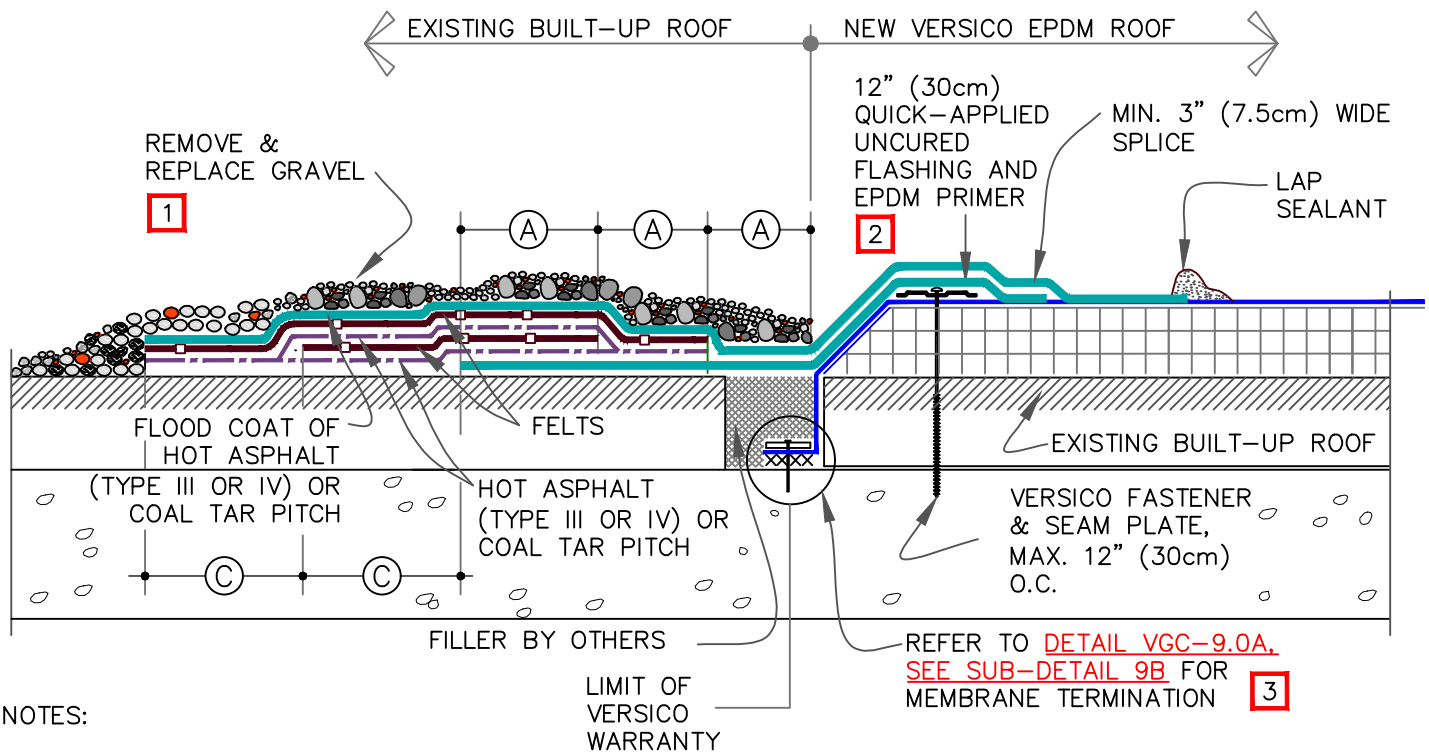 EXISTING BUILT-UP ROOF
NEW VERSICO EPDM ROOF
REMOVE &
REPLACE GRAVEL
1
12" (30cm)
QUICK-APPLIED
UNCURED
FLASHING AND
EPDM PRIMER
2
MIN. 3" (7.5cm) WIDE
SPLICE
LAP
SEALANT
A
A
A
FLOOD COAT OF
HOT ASPHALT
(TYPE III OR IV) OR
COAL TAR PITCH
FELTS
HOT ASPHALT
(TYPE III OR IV) OR
COAL TAR PITCH
EXISTING BUILT-UP ROOF
VERSICO FASTENER
& SEAM PLATE,
MAX. 12" (30cm)
O.C.
C
C
FILLER BY OTHERS
LIMIT OF
VERSICO
WARRANTY
REFER TO DETAIL VGC-9.0A,
SEE SUB-DETAIL 9B FOR
MEMBRANE TERMINATION
3
NOTES: